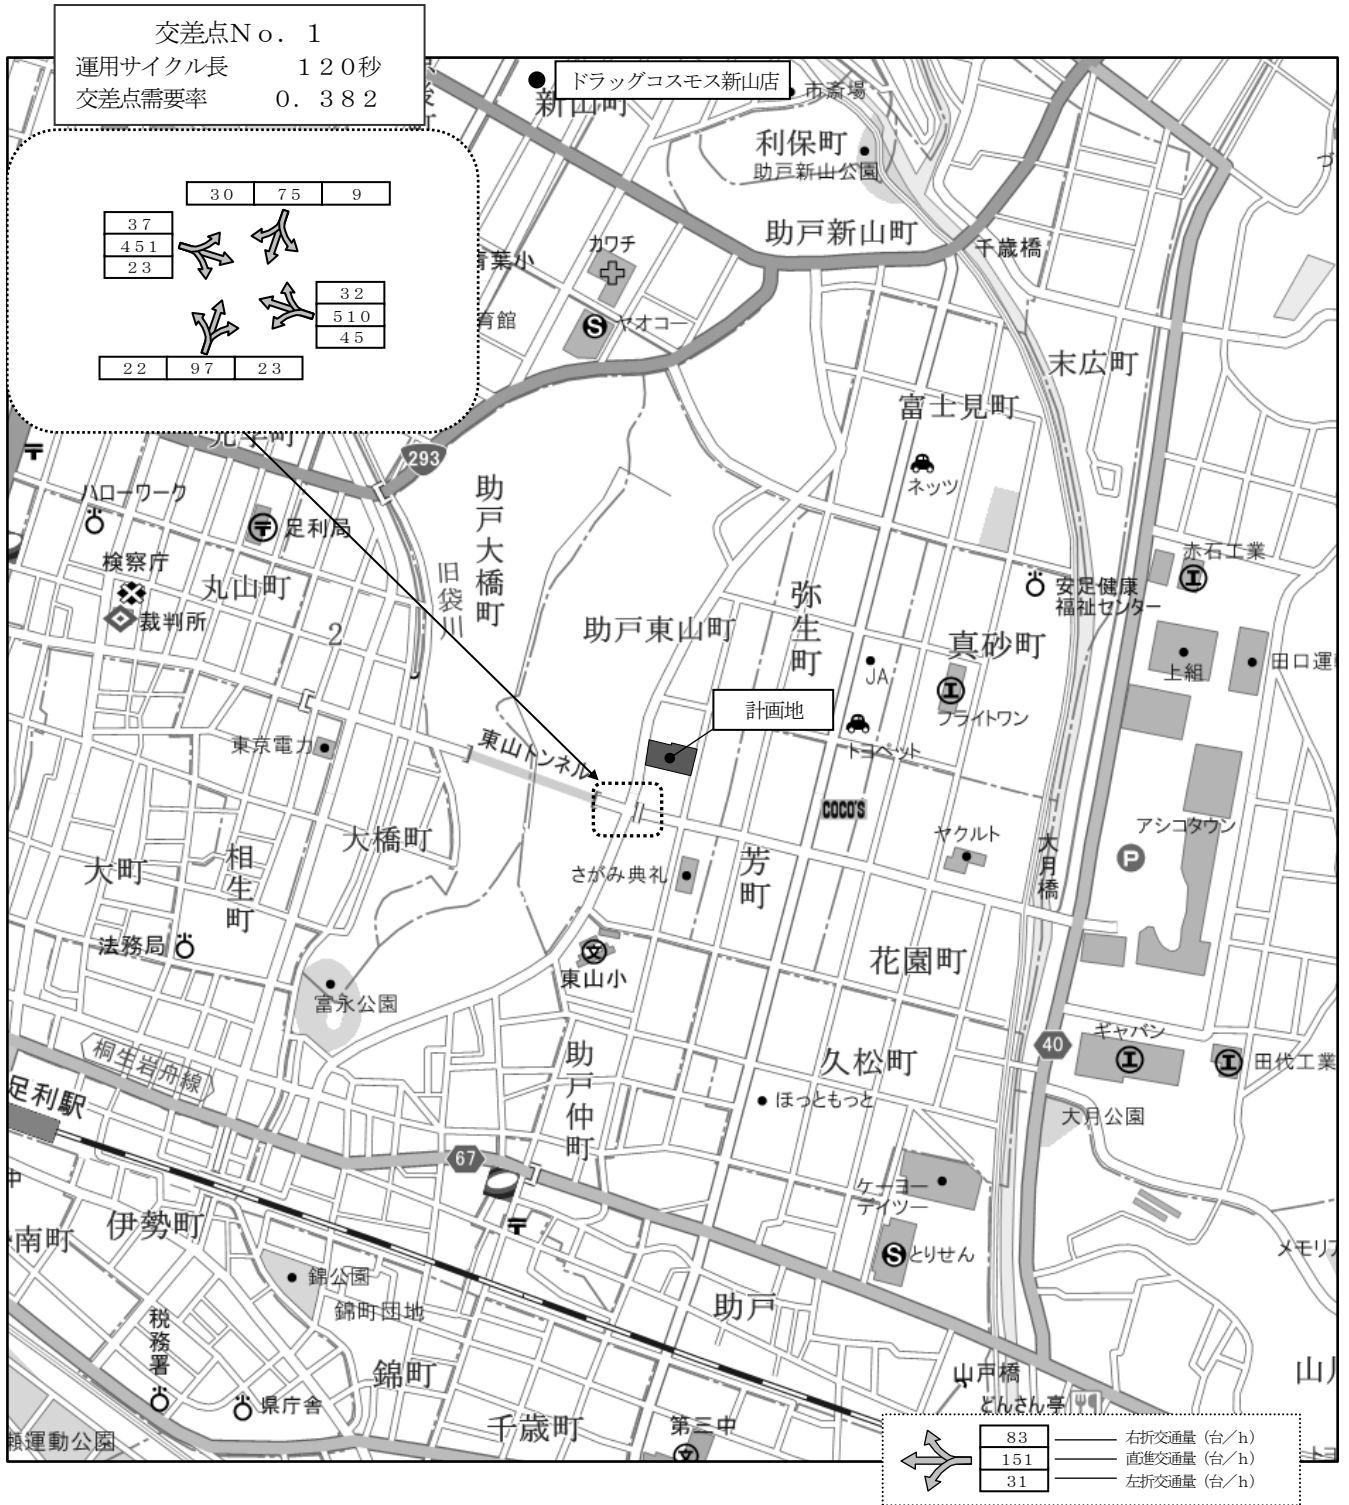 交差点No. 1
運用サイクル長 120秒
交差点需要率 0.382
ドラッグコスモス新山店
新山町
市斎場
利保町
助戸新山公園
助戸新山町
千歳橋
30 75 9
37
451
23
32
510
45
22 97 23
カワチ
青葉小
育館
ヤオコー
末広町
富士見町
ネッツ
293
ハローワーク
足利局
検察庁
丸山町
裁判所
2
旧袋川
助戸大橋町
助戸東山町
弥生町
真砂町
安足健康
福祉センター
赤石工業
上組
田口運
JA
フライトワン
計画地
トヨペット
東京電力
東山トンネル
COCO'S
ヤクルト
大月橋
アシコタウン
P
大橋町
大町
相生町
さがみ典礼
芳町
法務局
東山小
花園町
富永公園
桐生岩舟線
足利駅
助戸仲町
久松町
40
ギャバン
田代工業
ほっともっと
大月公園
67
ケーヨー
デイツー
伊勢町
南町
とりせん
メモリア
錦公園
錦町団地
助戸
税務署
錦町
県庁舎
千歳町
第三中
山戸橋
どんさん亭
83 右折交通量(台/h)
151 直進交通量(台/h)
31 左折交通量(台/h)